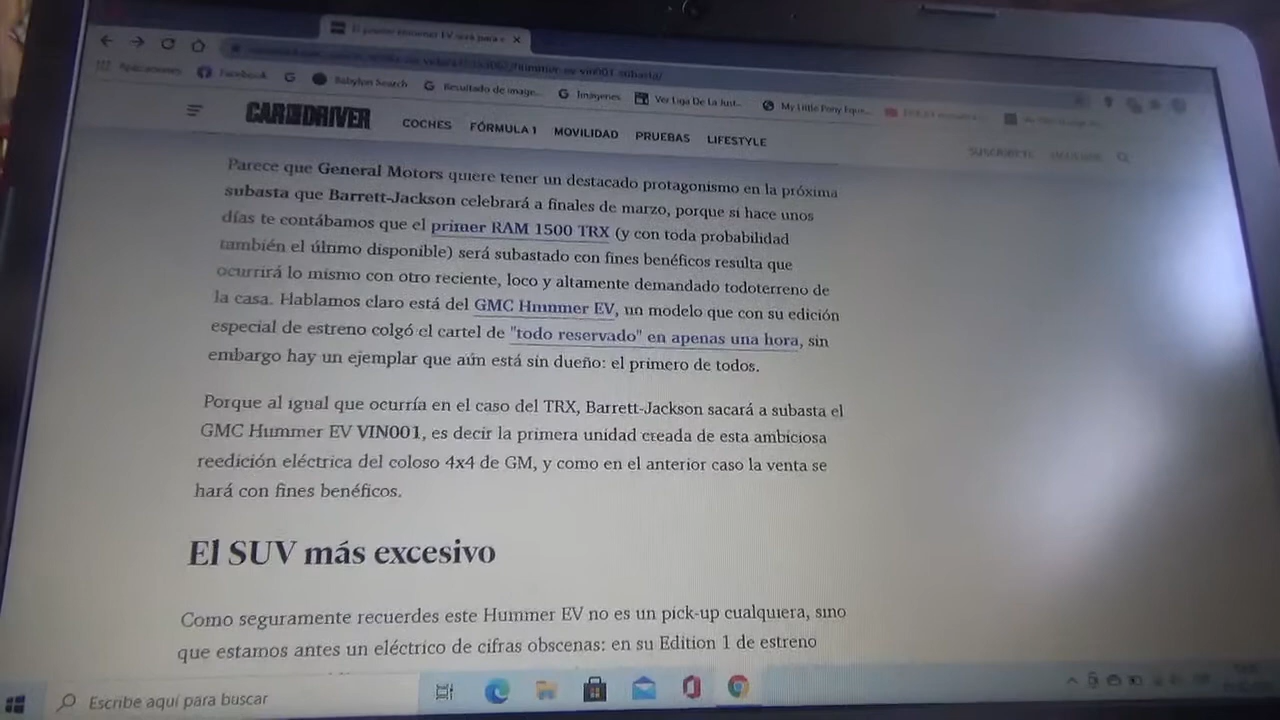 El primer Hummer EV será para e
hummer-ev-vin001-subasta/
Aplicaciones
Facebook
Babylon Search
Resultado de image...
Imágenes
Ver Liga De La Just...
My Little Pony Eque...
CAR AND DRIVER
COCHES
FÓRMULA 1
MOVILIDAD
PRUEBAS
LIFESTYLE
SUSCRÍBETE
Parece que General Motors quiere tener un destacado protagonismo en la próxima
subasta que Barrett-Jackson celebrará a finales de marzo, porque si hace unos
días te contábamos que el primer RAM 1500 TRX (y con toda probabilidad
también el último disponible) será subastado con fines benéficos resulta que
ocurrirá lo mismo con otro reciente, loco y altamente demandado todoterreno de
la casa. Hablamos claro está del GMC Hummer EV, un modelo que con su edición
especial de estreno colgó el cartel de "todo reservado" en apenas una hora, sin
embargo hay un ejemplar que aún está sin dueño: el primero de todos.
Porque al igual que ocurría en el caso del TRX, Barrett-Jackson sacará a subasta el
GMC Hummer EV VIN001, es decir la primera unidad creada de esta ambiciosa
reedición eléctrica del coloso 4x4 de GM, y como en el anterior caso la venta se
hará con fines benéficos.
El SUV más excesivo
Como seguramente recuerdes este Hummer EV no es un pick-up cualquiera, sino
que estamos antes un eléctrico de cifras obscenas: en su Edition 1 de estreno
Escribe aquí para buscar